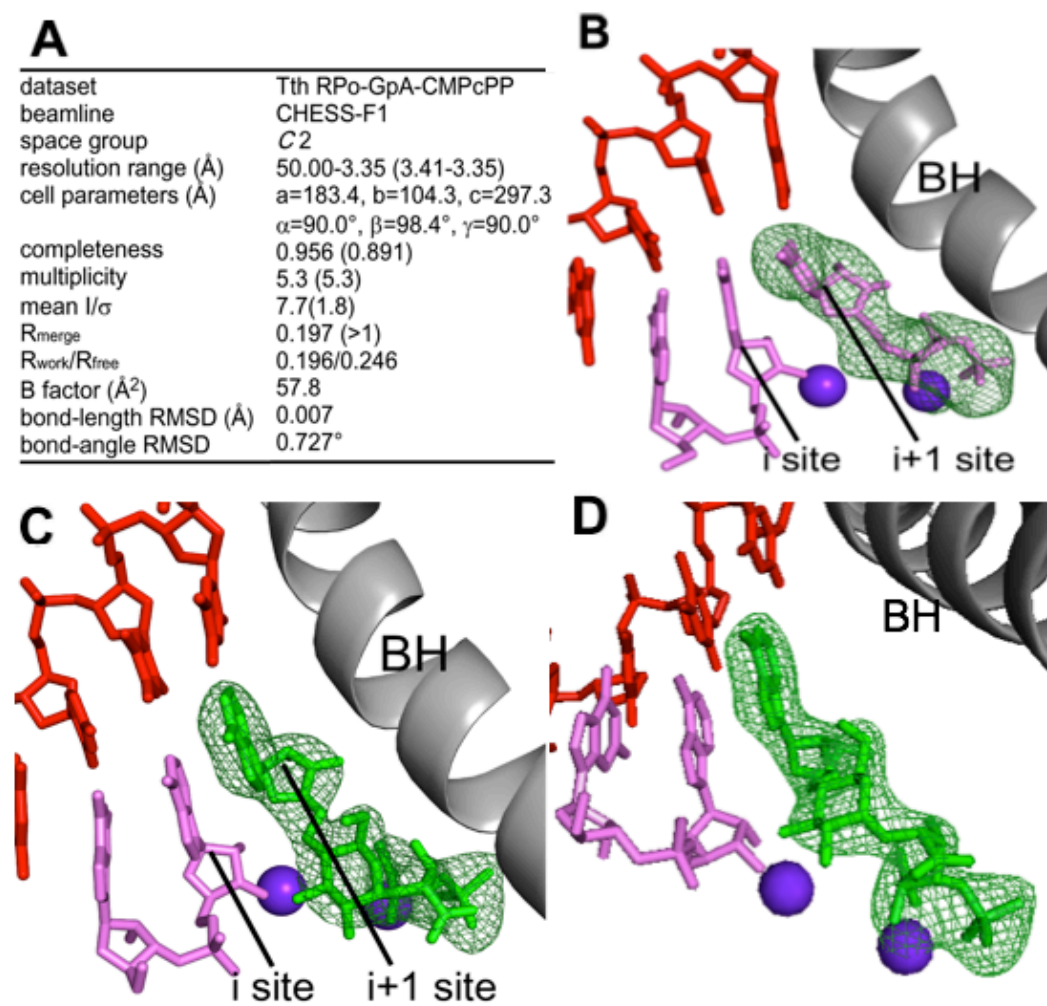 A
dataset Tth RPo-GpA-CMPcPP
beamline CHESS-F1
space group C 2
resolution range (Å) 50.00-3.35 (3.41-3.35)
cell parameters (Å) a=183.4, b=104.3, c=297.3
α=90.0°, β=98.4°, γ=90.0°
completeness 0.956 (0.891)
multiplicity 5.3 (5.3)
mean I/σ 7.7(1.8)
Rmerge 0.197 (>1)
Rwork/Rfree 0.196/0.246
B factor (Å²) 57.8
bond-length RMSD (Å) 0.007
bond-angle RMSD 0.727°
B
BH
i site
i+1 site
C
BH
i site
i+1 site
D
BH